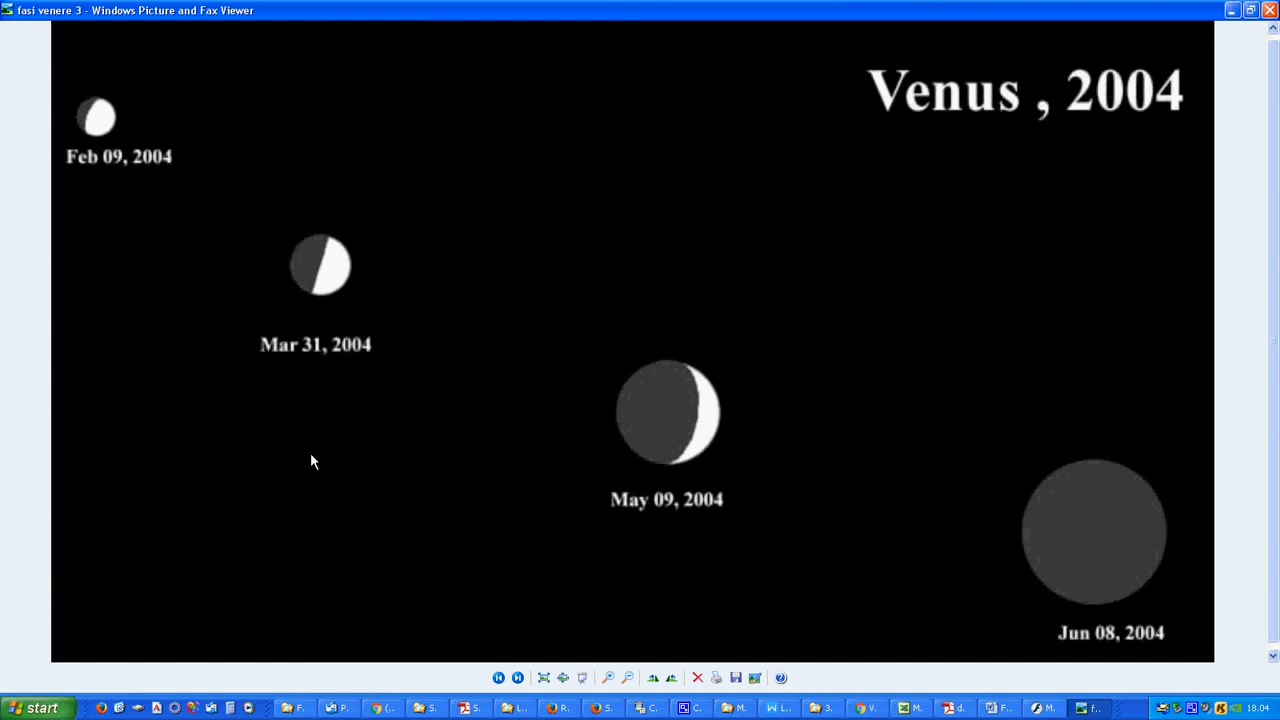 fasi venere 3 - Windows Picture and Fax Viewer
Venus , 2004
Feb 09, 2004
Mar 31, 2004
May 09, 2004
Jun 08, 2004
start
F...
P...
(...
S...
S...
L...
R...
S...
C...
C...
M...
L...
3...
V...
M...
d...
F...
M...
f...
18.04